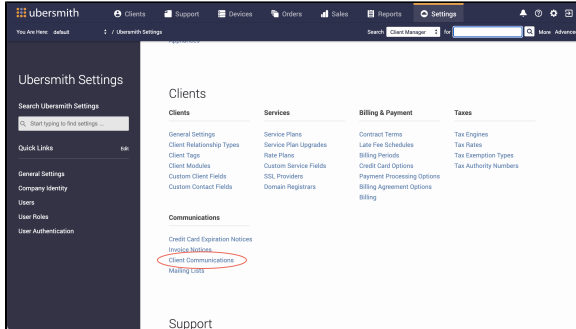 ubersmith Clients Support Devices Orders Sales Reports Settings
You Are Here: default / Ubersmith Settings Search Client Manager for More Advanced
Appliances
Ubersmith Settings
Search Ubersmith Settings
Start typing to find settings ...
Quick Links Edit
General Settings
Company Identity
Users
User Roles
User Authentication
Clients
Clients Services Billing & Payment Taxes
General Settings Service Plans Contract Terms Tax Engines
Client Relationship Types Service Plan Upgrades Late Fee Schedules Tax Rates
Client Tags Rate Plans Billing Periods Tax Exemption Types
Client Modules Custom Service Fields Credit Card Options Tax Authority Numbers
Custom Client Fields SSL Providers Payment Processing Options
Custom Contact Fields Domain Registrars Billing Agreement Options
Billing
Communications
Credit Card Expiration Notices
Invoice Notices
Client Communications
Mailing Lists
Support